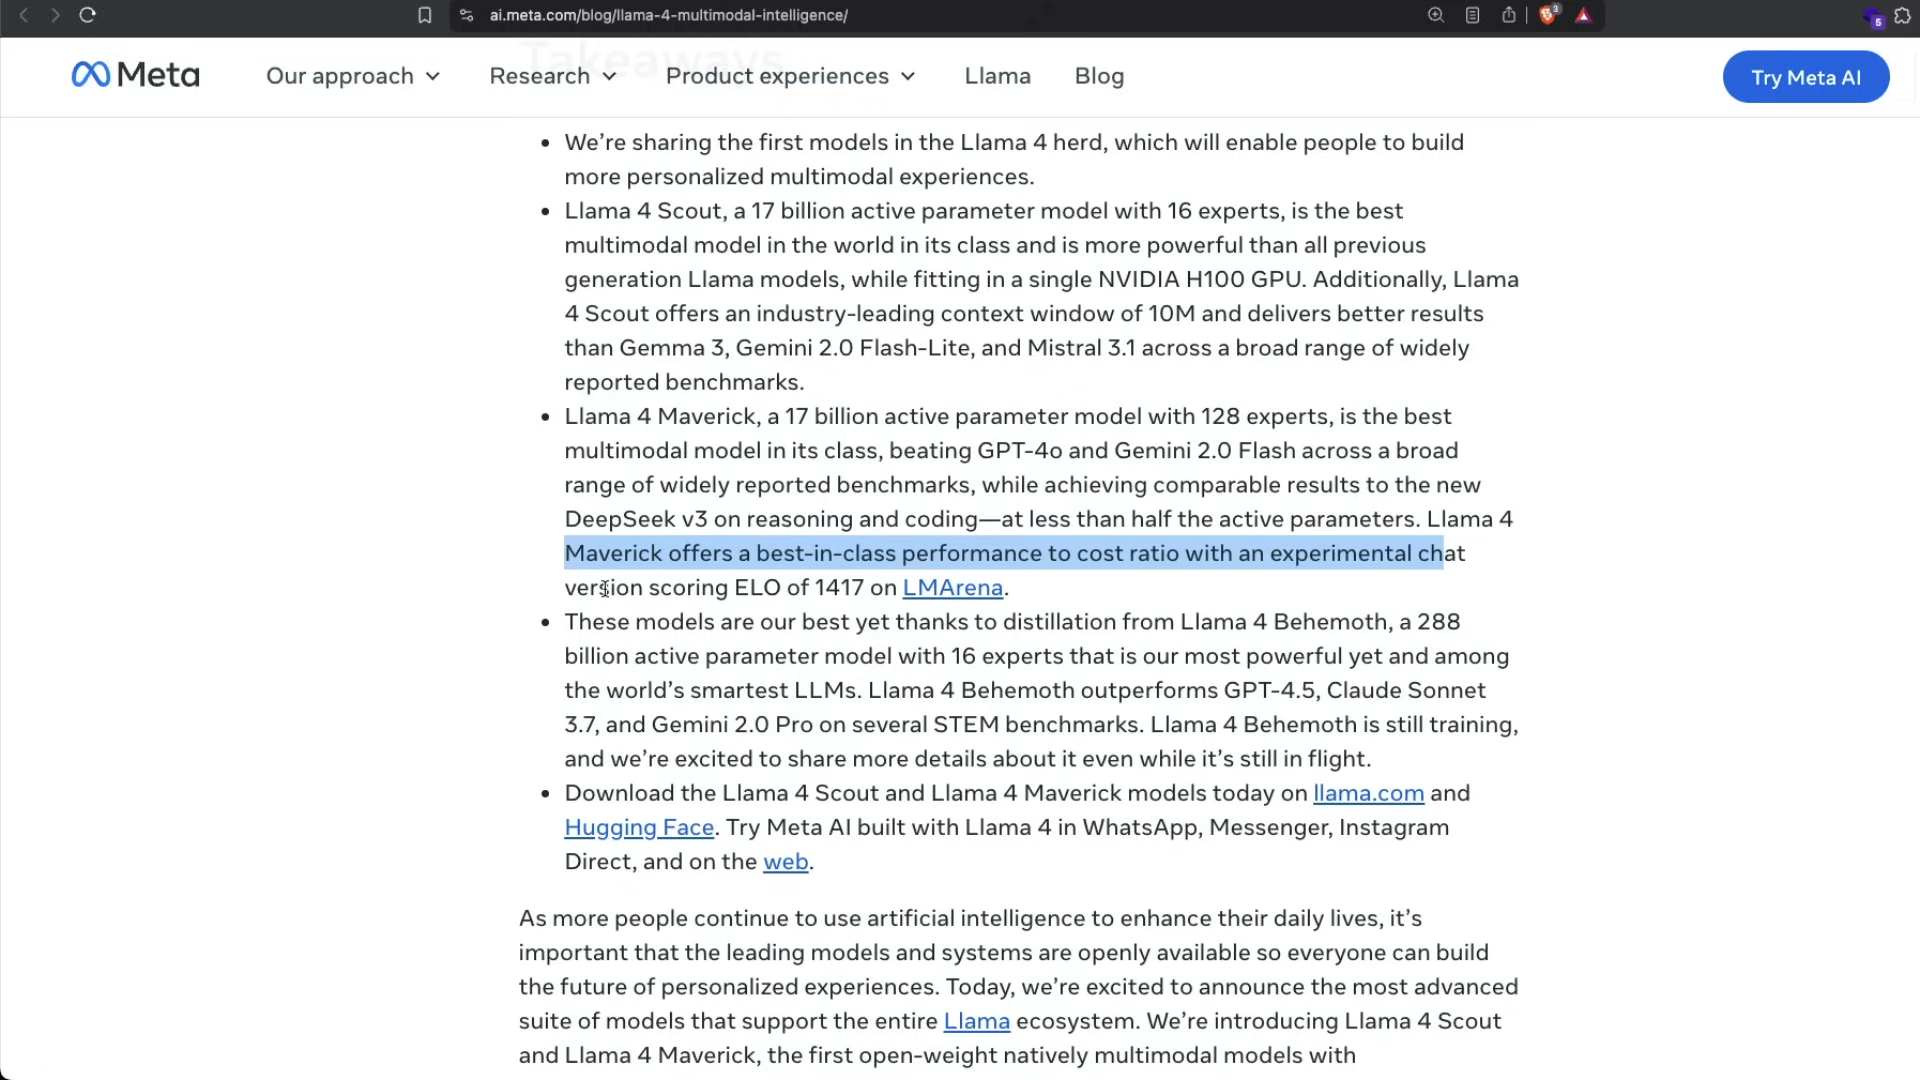 ai.meta.com/blog/llama-4-multimodal-intelligence/
3
5
Takeaways
Meta
Our approach
Research
Product experiences
Llama
Blog
Try Meta AI
• We’re sharing the first models in the Llama 4 herd, which will enable people to build
more personalized multimodal experiences.
• Llama 4 Scout, a 17 billion active parameter model with 16 experts, is the best
multimodal model in the world in its class and is more powerful than all previous
generation Llama models, while fitting in a single NVIDIA H100 GPU. Additionally, Llama
4 Scout offers an industry-leading context window of 10M and delivers better results
than Gemma 3, Gemini 2.0 Flash-Lite, and Mistral 3.1 across a broad range of widely
reported benchmarks.
• Llama 4 Maverick, a 17 billion active parameter model with 128 experts, is the best
multimodal model in its class, beating GPT-4o and Gemini 2.0 Flash across a broad
range of widely reported benchmarks, while achieving comparable results to the new
DeepSeek v3 on reasoning and coding—at less than half the active parameters. Llama 4
Maverick offers a best-in-class performance to cost ratio with an experimental chat
version scoring ELO of 1417 on LMArena.
• These models are our best yet thanks to distillation from Llama 4 Behemoth, a 288
billion active parameter model with 16 experts that is our most powerful yet and among
the world’s smartest LLMs. Llama 4 Behemoth outperforms GPT-4.5, Claude Sonnet
3.7, and Gemini 2.0 Pro on several STEM benchmarks. Llama 4 Behemoth is still training,
and we’re excited to share more details about it even while it’s still in flight.
• Download the Llama 4 Scout and Llama 4 Maverick models today on llama.com and
Hugging Face. Try Meta AI built with Llama 4 in WhatsApp, Messenger, Instagram
Direct, and on the web.
As more people continue to use artificial intelligence to enhance their daily lives, it’s
important that the leading models and systems are openly available so everyone can build
the future of personalized experiences. Today, we’re excited to announce the most advanced
suite of models that support the entire Llama ecosystem. We’re introducing Llama 4 Scout
and Llama 4 Maverick, the first open-weight natively multimodal models with